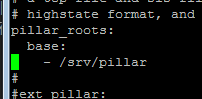 # highstate format, and
pillar_roots:
  base:
    - /srv/pillar
#
#ext_pillar: